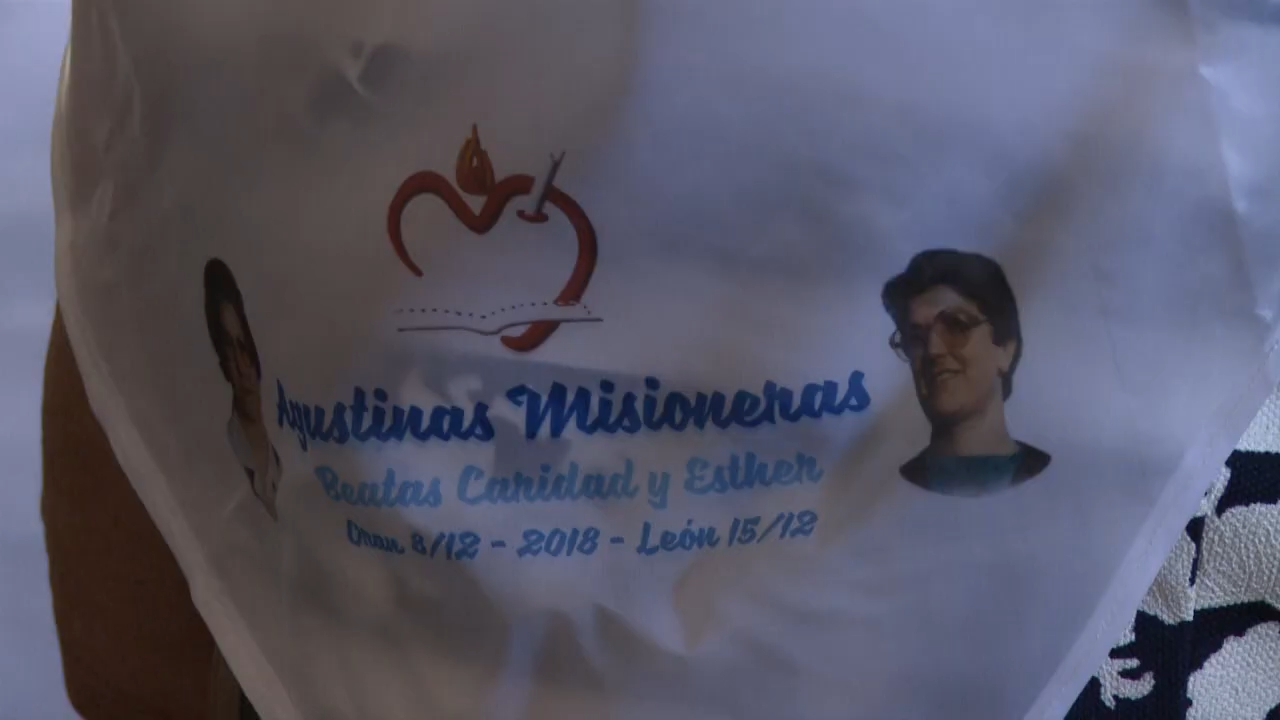 Agustinas Misioneras
Beatas Caridad y Esther
Oran 8/12 - 2018 - León 15/12